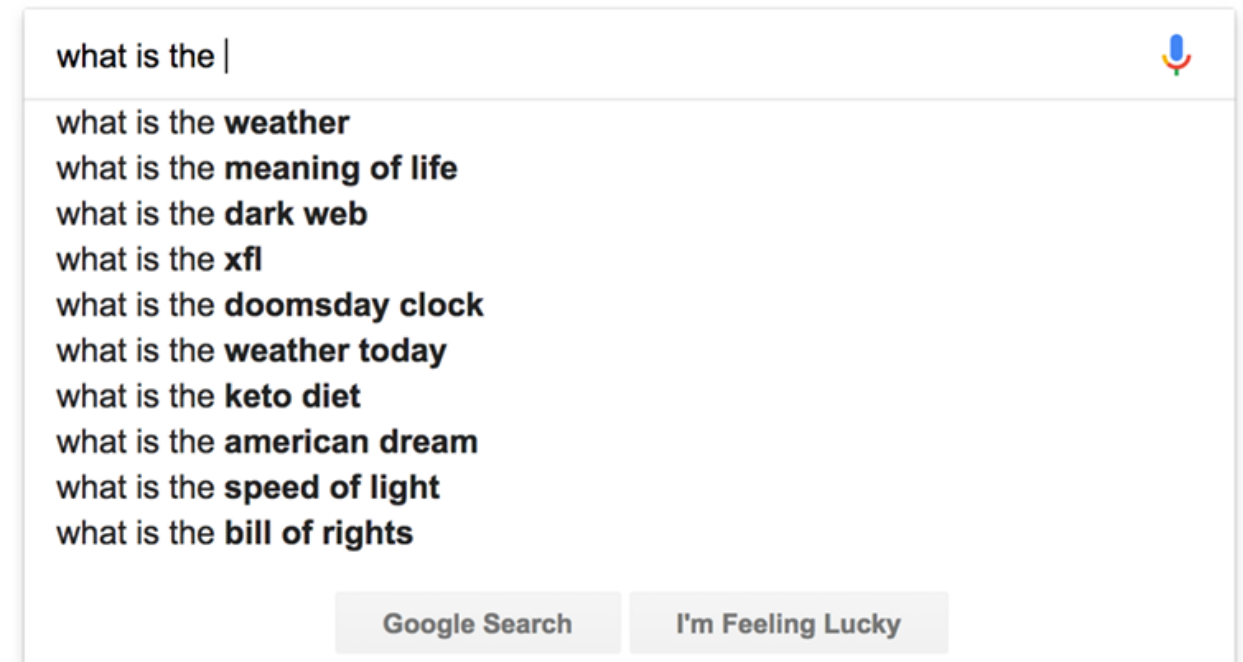 what is the
what is the weather
what is the meaning of life
what is the dark web
what is the xfl
what is the doomsday clock
what is the weather today
what is the keto diet
what is the american dream
what is the speed of light
what is the bill of rights
Google Search I'm Feeling Lucky